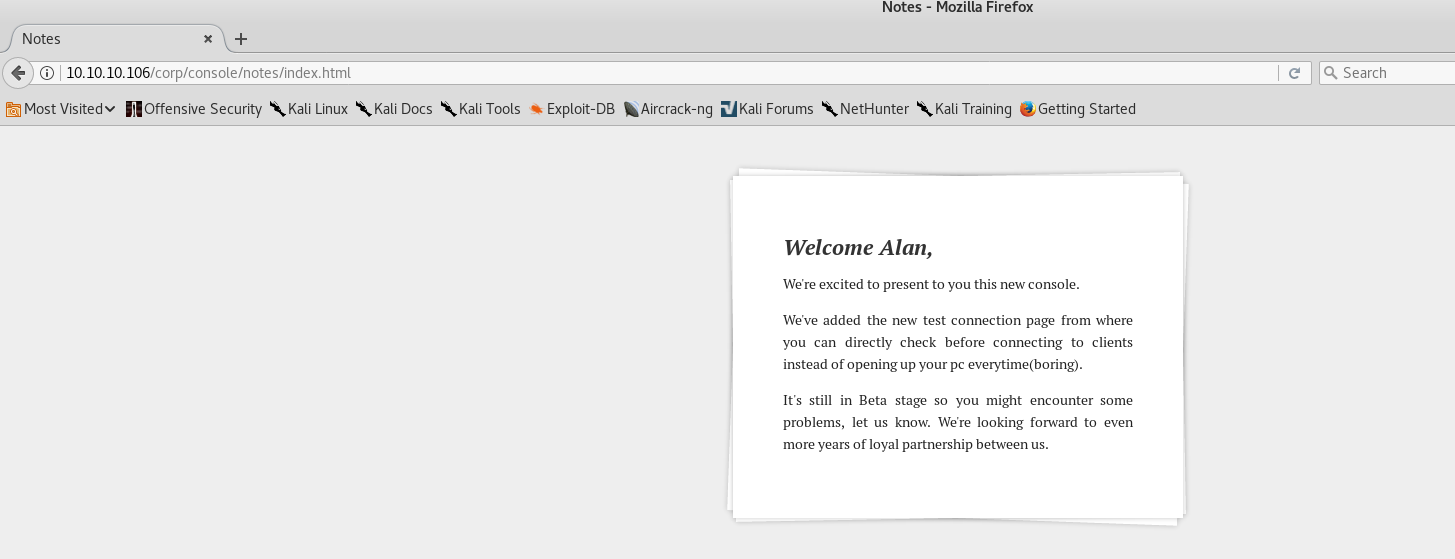 Notes - Mozilla Firefox
Notes
10.10.10.106/corp/console/notes/index.html
Search
Most Visited Offensive Security Kali Linux Kali Docs Kali Tools Exploit-DB Aircrack-ng Kali Forums NetHunter Kali Training Getting Started
Welcome Alan,
We're excited to present to you this new console.
We've added the new test connection page from where
you can directly check before connecting to clients
instead of opening up your pc everytime(boring).
It's still in Beta stage so you might encounter some
problems, let us know. We're looking forward to even
more years of loyal partnership between us.